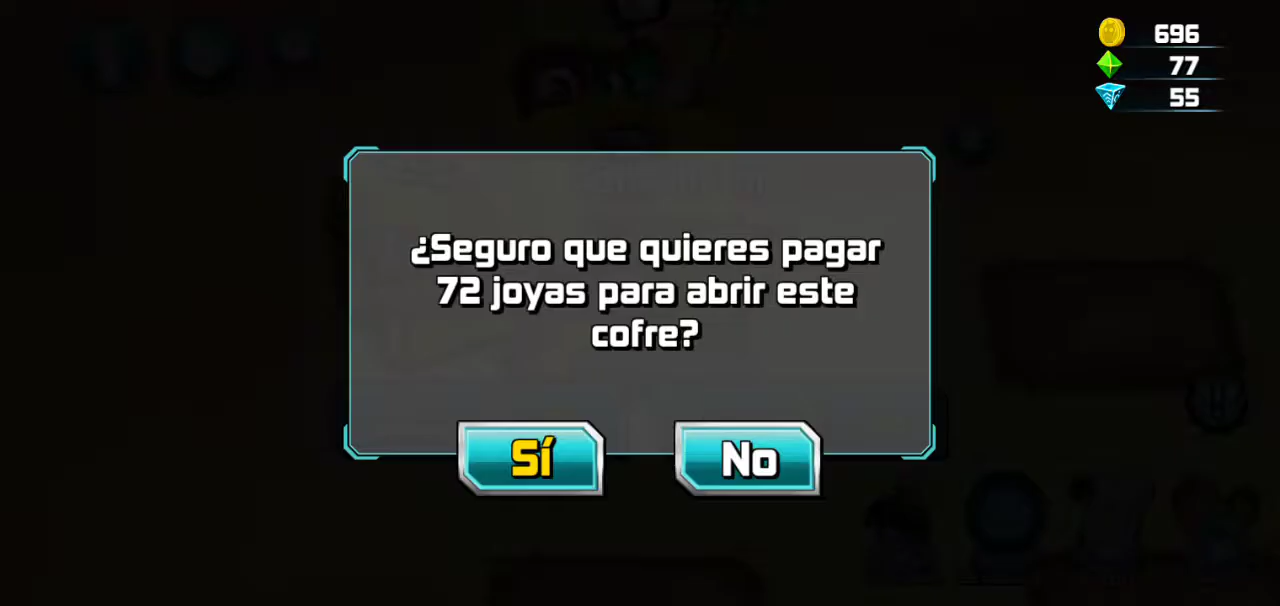 696
77
55
¿Seguro que quieres pagar
72 joyas para abrir este
cofre?
Sí
No